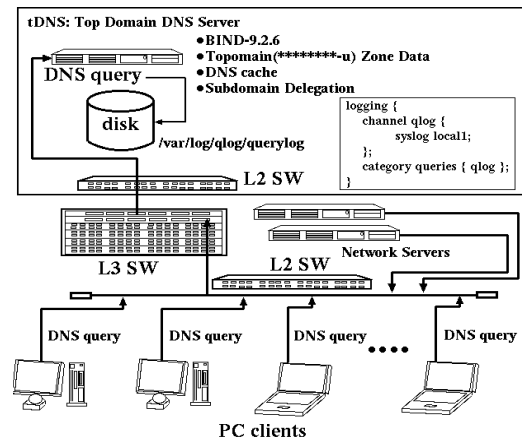 tDNS: Top Domain DNS Server
●BIND-9.2.6
●Topomain(********-u) Zone Data
●DNS cache
●Subdomain Delegation
DNS query
disk
/var/log/qlog/querylog
logging {
channel qlog {
syslog local1;
};
category queries { qlog };
}
L2 SW
L3 SW
Network Servers
L2 SW
DNS query
DNS query
DNS query
DNS query
PC clients